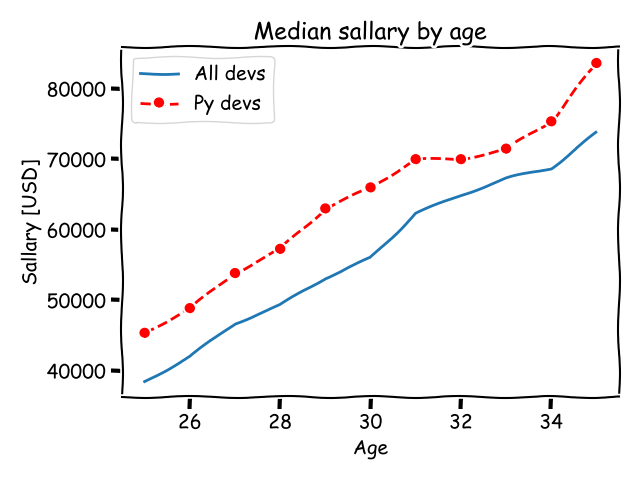 Median sallary by age
All devs
Py devs
Sallary [USD]
80000
70000
60000
50000
40000
26 28 30 32 34
Age